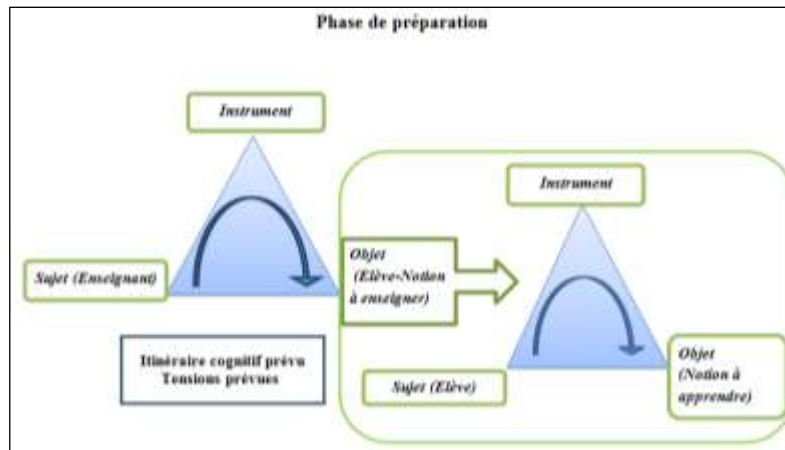 Phase de préparation
Instrument
Instrument
Sujet (Enseignant)
Objet
(Elève-Notion
à enseigner)
Itinéraire cognitif prévu
Tensions prévues
Sujet (Elève)
Objet
(Notion à
apprendre)